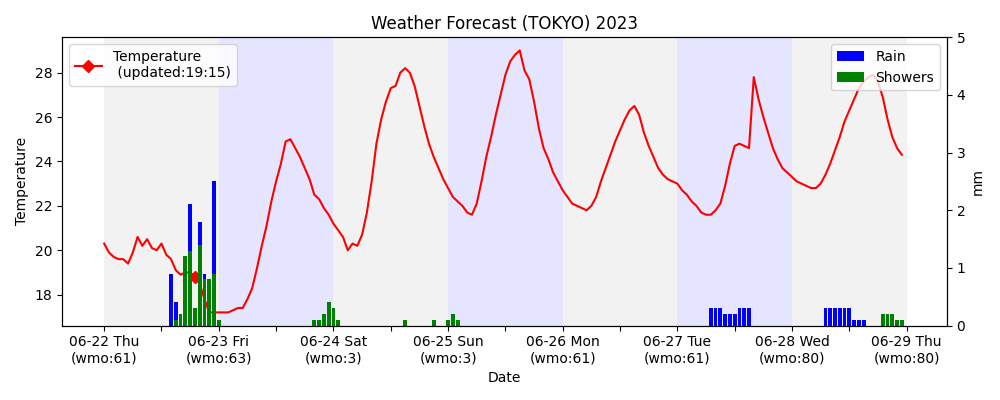 Weather Forecast (TOKYO) 2023
Temperature
(updated:19:15)
Rain
Showers
Temperature
28
26
24
22
20
18
5
4
3
2
1
0
mm
06-22 Thu
(wmo:61)
06-23 Fri
(wmo:63)
06-24 Sat
(wmo:3)
06-25 Sun
(wmo:3)
06-26 Mon
(wmo:61)
06-27 Tue
(wmo:61)
06-28 Wed
(wmo:80)
06-29 Thu
(wmo:80)
Date